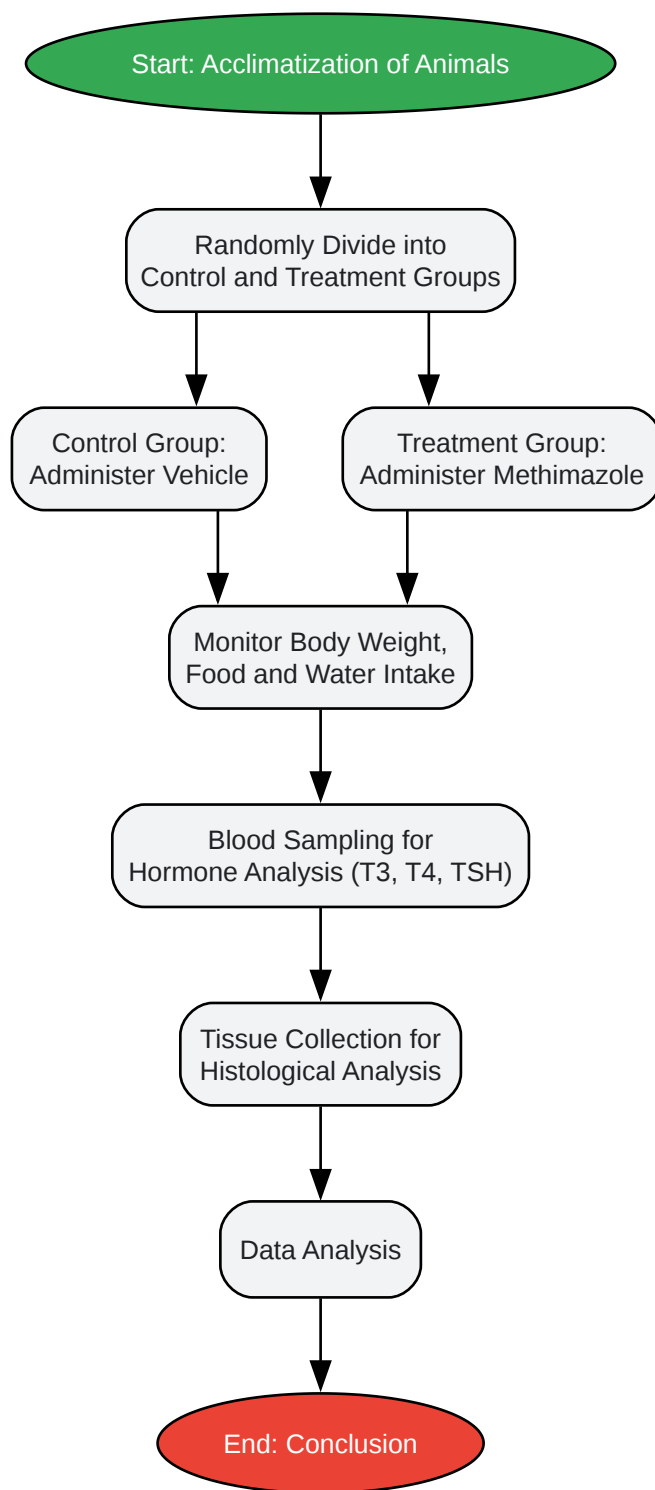 Start: Acclimatization of Animals
Randomly Divide into
Control and Treatment Groups
Control Group:
Administer Vehicle
Treatment Group:
Administer Methimazole
Monitor Body Weight,
Food and Water Intake
Blood Sampling for
Hormone Analysis (T3, T4, TSH)
Tissue Collection for
Histological Analysis
Data Analysis
End: Conclusion